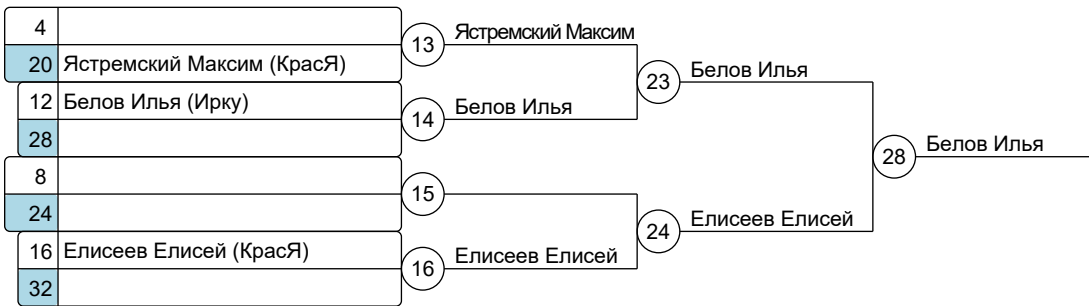 4
20 Ястремский Максим (КрасЯ)
12 Белов Илья (Ирку)
28
8
24
16 Елисеев Елисей (КрасЯ)
32
13
Ястремский Максим
14
Белов Илья
15
16
Елисеев Елисей
23
Белов Илья
24
Елисеев Елисей
28
Белов Илья